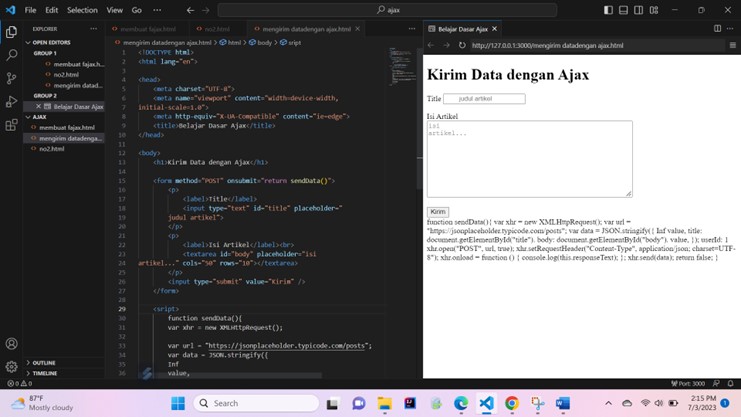 File Edit Selection View Go ... ajax
EXPLORER ...
OPEN EDITORS
GROUP 1
membuat fajax.h...
no2.html
mengirim datad...
GROUP 2
Belajar Dasar Ajax
AJAX
membuat fajax.html
mengirim datadenga...
no2.html
OUTLINE
TIMELINE
membuat fajax.html no2.html mengirim datadengan ajax.html
mengirim datadengan ajax.html > html > body > sript
1 <!DOCTYPE html>
2 <html lang="en">
3
4 <head>
5 <meta charset="UTF-8">
6 <meta name="viewport" content="width=device-width,
initial-scale=1.0">
7 <meta http-equiv="X-UA-Compatible" content="ie=edge">
8 <title>Belajar Dasar Ajax</title>
9 </head>
10
11
12 <body>
13 <h1>Kirim Data dengan Ajax</h1>
14
15 <form method="POST" onsubmit="return sendData()">
16 <p>
17 <label>Title</label>
18 <input type="text" id="title" placeholder="
judul artikel">
19 </p>
20 <p>
21 <label>Isi Artikel</label><br>
22 <textarea id="body" placeholder="isi
artikel..." cols="50" rows="10"></textarea>
</p>
<input type="submit" value="Kirim" />
</form>
<sript>
function sendData(){
var xhr = new XMLHttpRequest();
var url = "https://jsonplaceholder.typicode.com/posts";
var data = JSON.stringify({
Inf
value,
Belajar Dasar Ajax
http://127.0.0.1:3000/mengirim datadengan ajax.html
Kirim Data dengan Ajax
Title judul artikel
Isi Artikel
isi
artikel...
Kirim
function sendData(){ var xhr = new XMLHttpRequest(); var url =
"https://jsonplaceholder.typicode.com/posts"; var data = JSON.stringify({ Inf value, title:
document.getElementById("title"). body: document.getElementById("body"). value, }); userId: 1
xhr.open("POST", url, true); xhr.setRequestHeader("Content-Type", application/json; charset=UTF-
8"); xhr.onload = function () { console.log(this.responseText); }; xhr.send(data); return false; }
0 0 Port: 3000
87°F
Mostly cloudy
Search
2:15 PM
7/3/2023